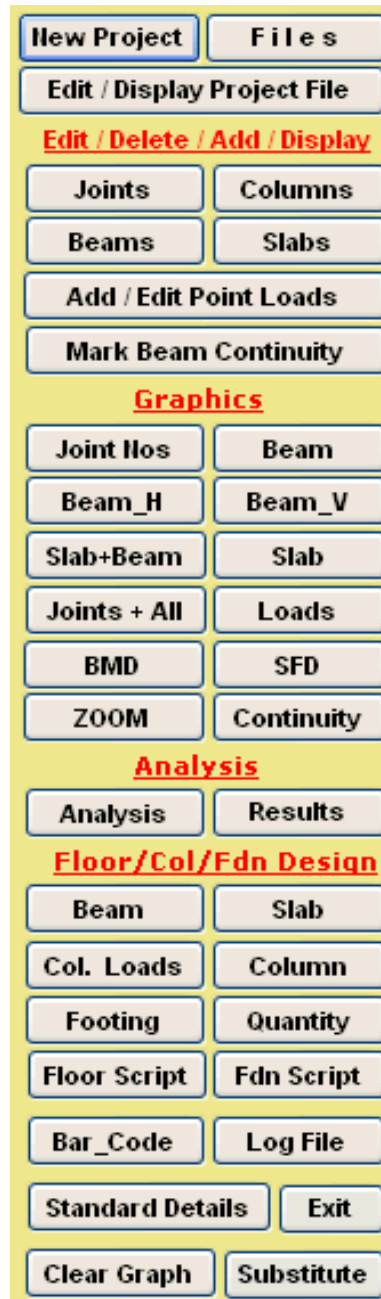 New Project Files
Edit / Display Project File
Edit / Delete / Add / Display
Joints Columns
Beams Slabs
Add / Edit Point Loads
Mark Beam Continuity
Graphics
Joint Nos Beam
Beam_H Beam_V
Slab+Beam Slab
Joints + All Loads
BMD SFD
ZOOM Continuity
Analysis
Analysis Results
Floor/Col/Fdn Design
Beam Slab
Col. Loads Column
Footing Quantity
Floor Script Fdn Script
Bar_Code Log File
Standard Details Exit
Clear Graph Substitute